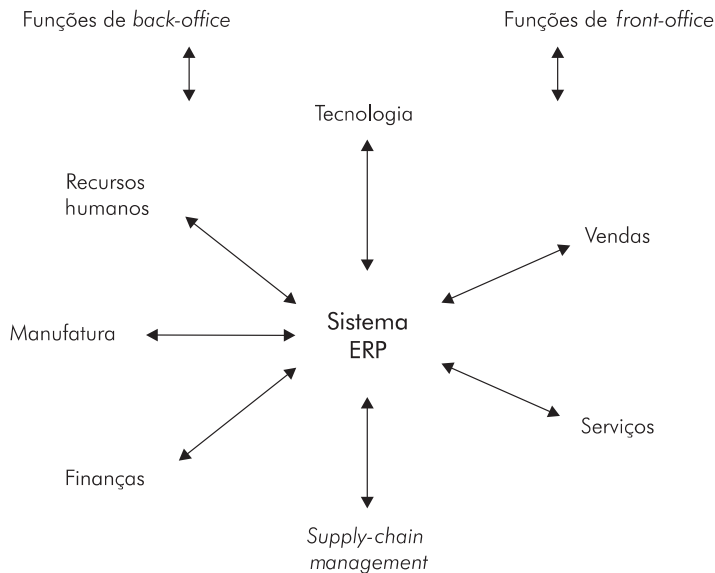 Funções de back-office
Funções de front-office
Tecnologia
Recursos
humanos
Vendas
Manufatura
Sistema
ERP
Serviços
Finanças
Supply-chain
management